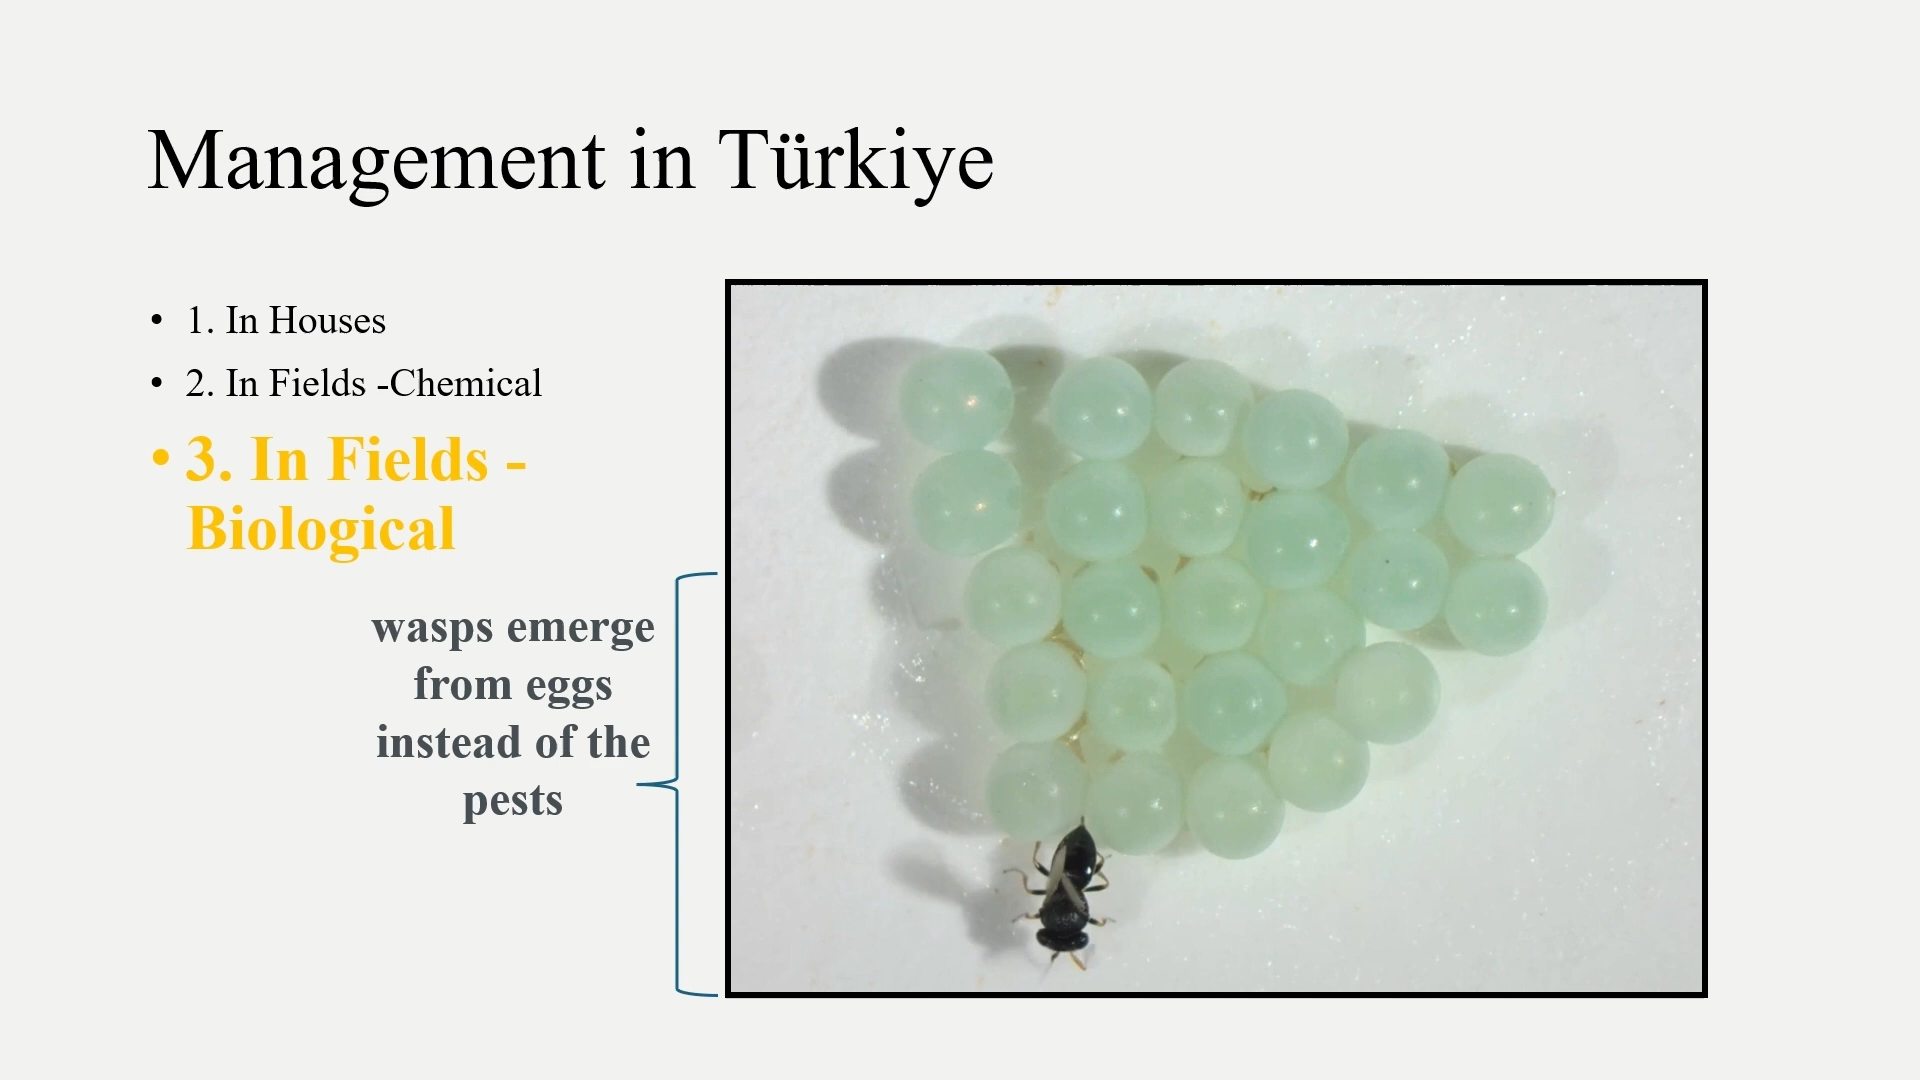 Management in Türkiye
• 1. In Houses
• 2. In Fields -Chemical
• 3. In Fields -
Biological
wasps emerge
from eggs
instead of the
pests